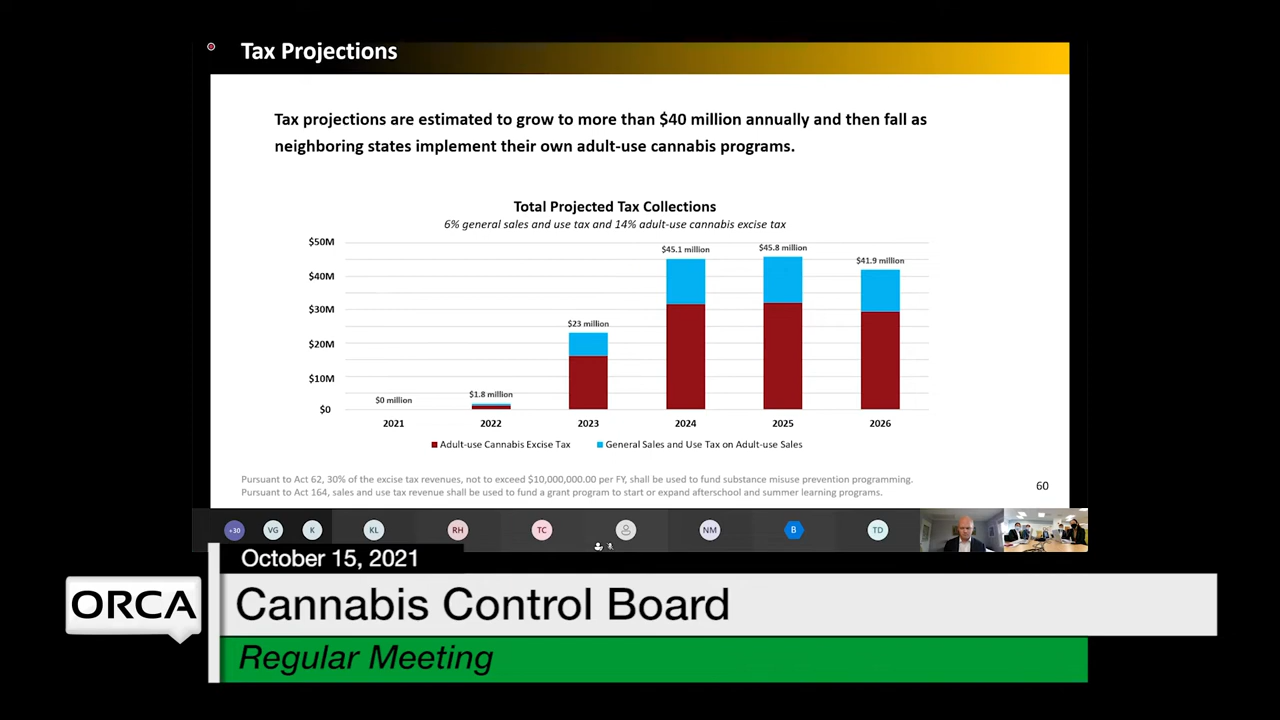 Tax Projections
Tax projections are estimated to grow to more than $40 million annually and then fall as
neighboring states implement their own adult-use cannabis programs.
Total Projected Tax Collections
6% general sales and use tax and 14% adult-use cannabis excise tax
$50M
$40M
$30M
$20M
$10M
$0
$0 million
$1.8 million
$23 million
$45.1 million
$45.8 million
$41.9 million
2021 2022 2023 2024 2025 2026
Adult-use Cannabis Excise Tax General Sales and Use Tax on Adult-use Sales
Pursuant to Act 62, 30% of the excise tax revenues, not to exceed $10,000,000.00 per FY, shall be used to fund substance misuse prevention programming.
Pursuant to Act 164, sales and use tax revenue shall be used to fund a grant program to start or expand afterschool and summer learning programs.
60
+30 VG K KL RH TC NM B TD
October 15, 2021
ORCA
Cannabis Control Board
Regular Meeting